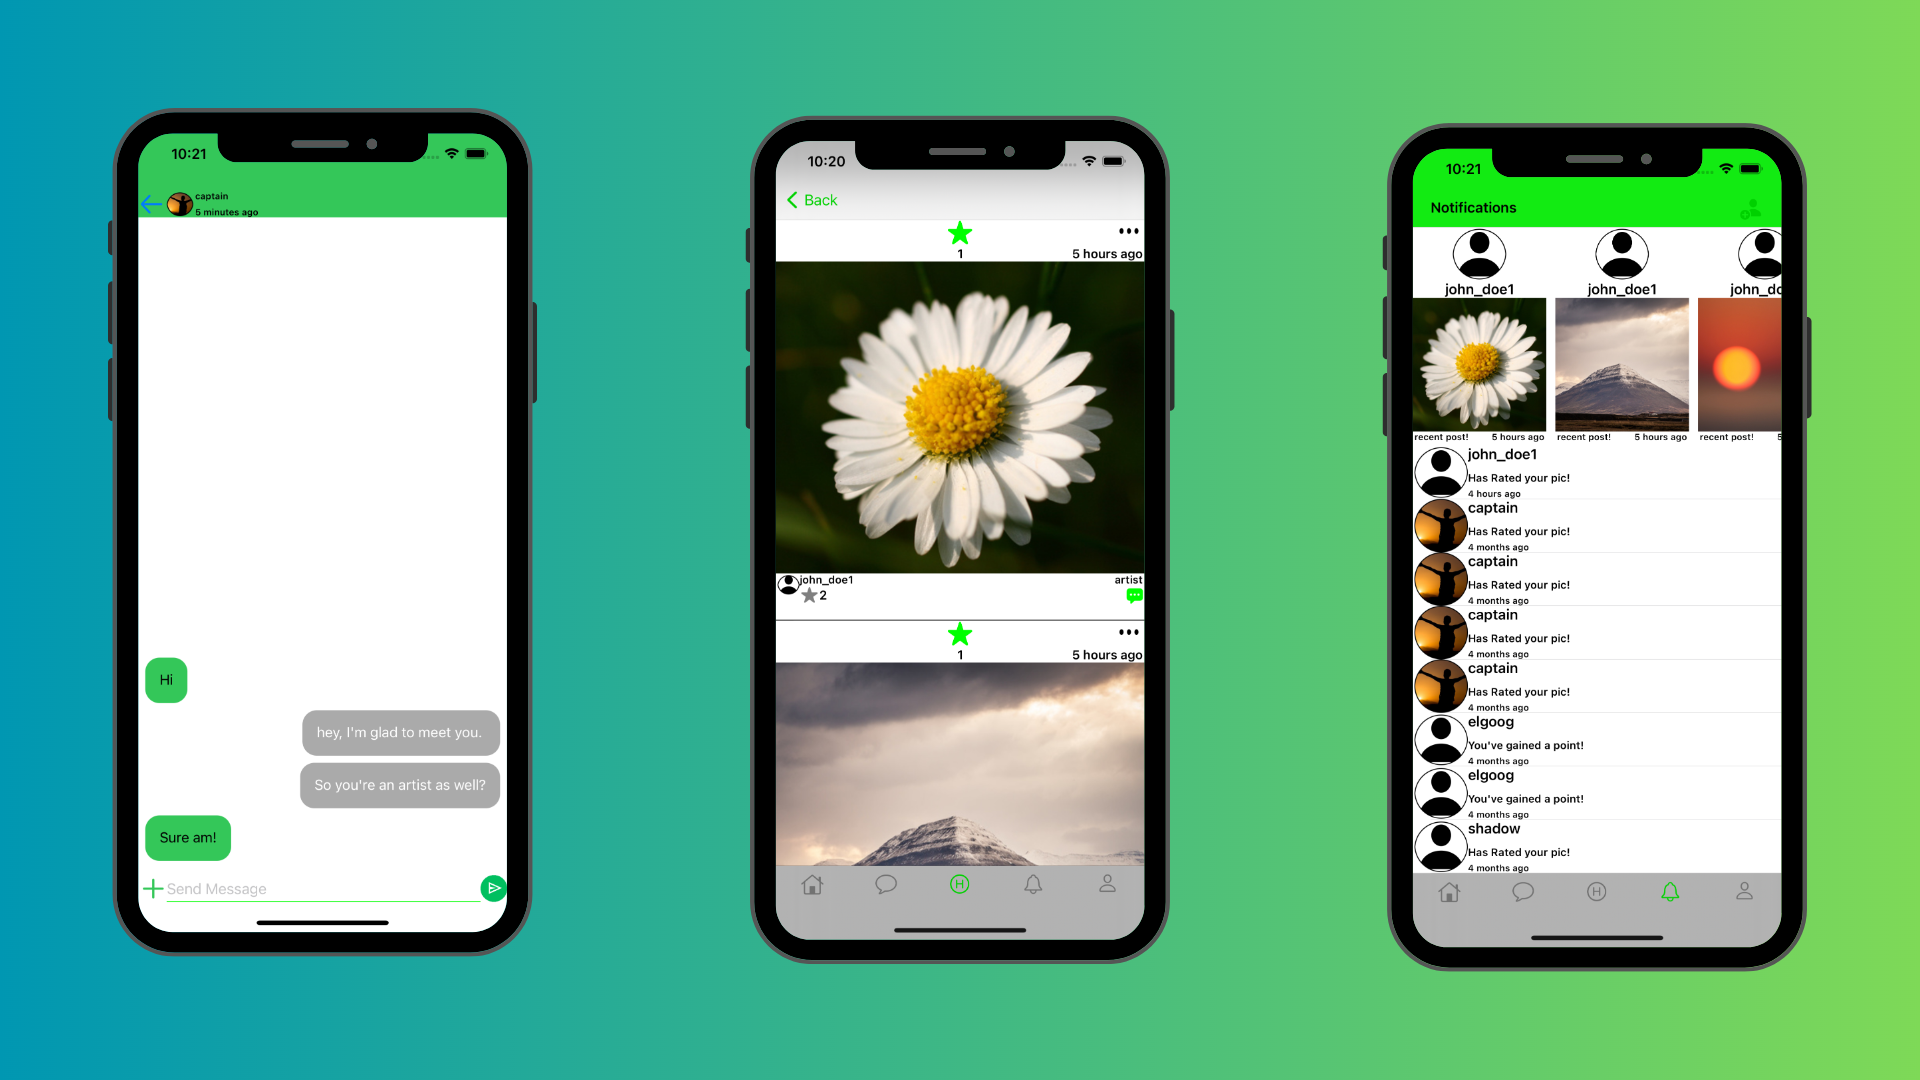 10:21
captain
5 minutes ago
Hi
hey, I'm glad to meet you.
So you're an artist as well?
Sure am!
Send Message
10:20
Back
1
5 hours ago
john_doe1
artist
2
1
5 hours ago
H
10:21
Notifications
john_doe1
john_doe1
john_do
recent post!
5 hours ago
recent post!
5 hours ago
recent post!
5
john_doe1
Has Rated your pic!
4 hours ago
captain
Has Rated your pic!
4 months ago
captain
Has Rated your pic!
4 months ago
captain
Has Rated your pic!
4 months ago
captain
Has Rated your pic!
4 months ago
elgoog
You've gained a point!
4 months ago
elgoog
You've gained a point!
4 months ago
shadow
Has Rated your pic!
4 months ago
H